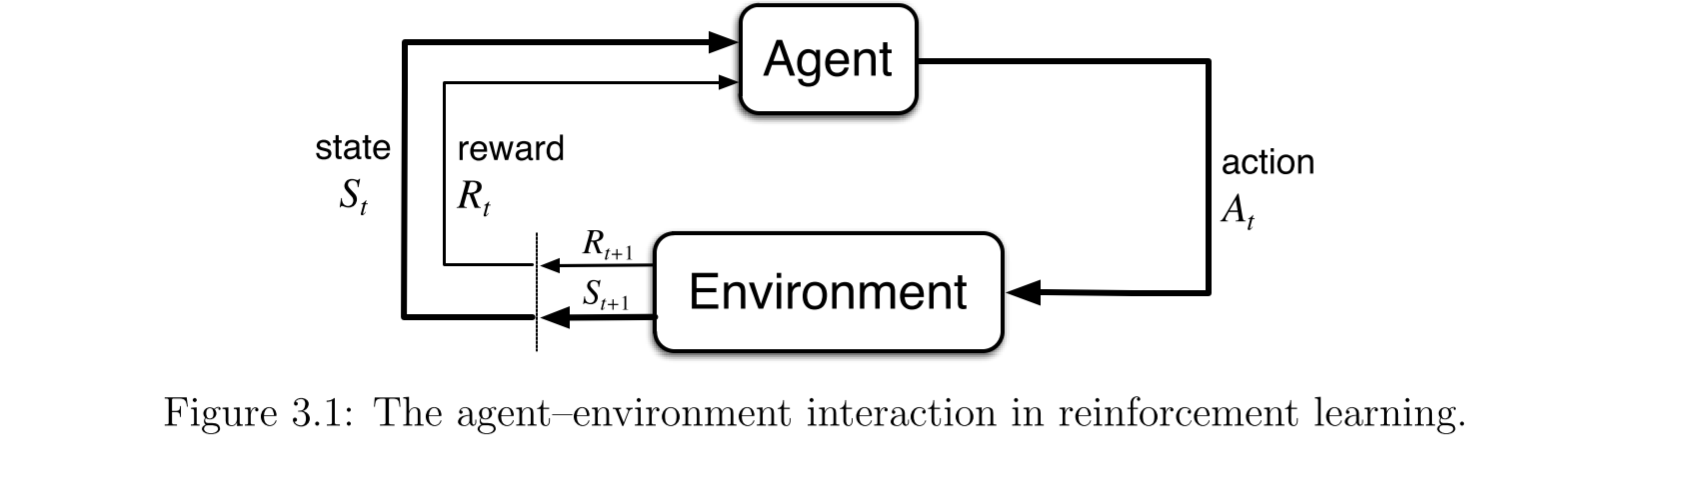 Agent
state
S_t
reward
R_t
action
A_t
R_{t+1}
S_{t+1}
Environment
Figure 3.1: The agent–environment interaction in reinforcement learning.